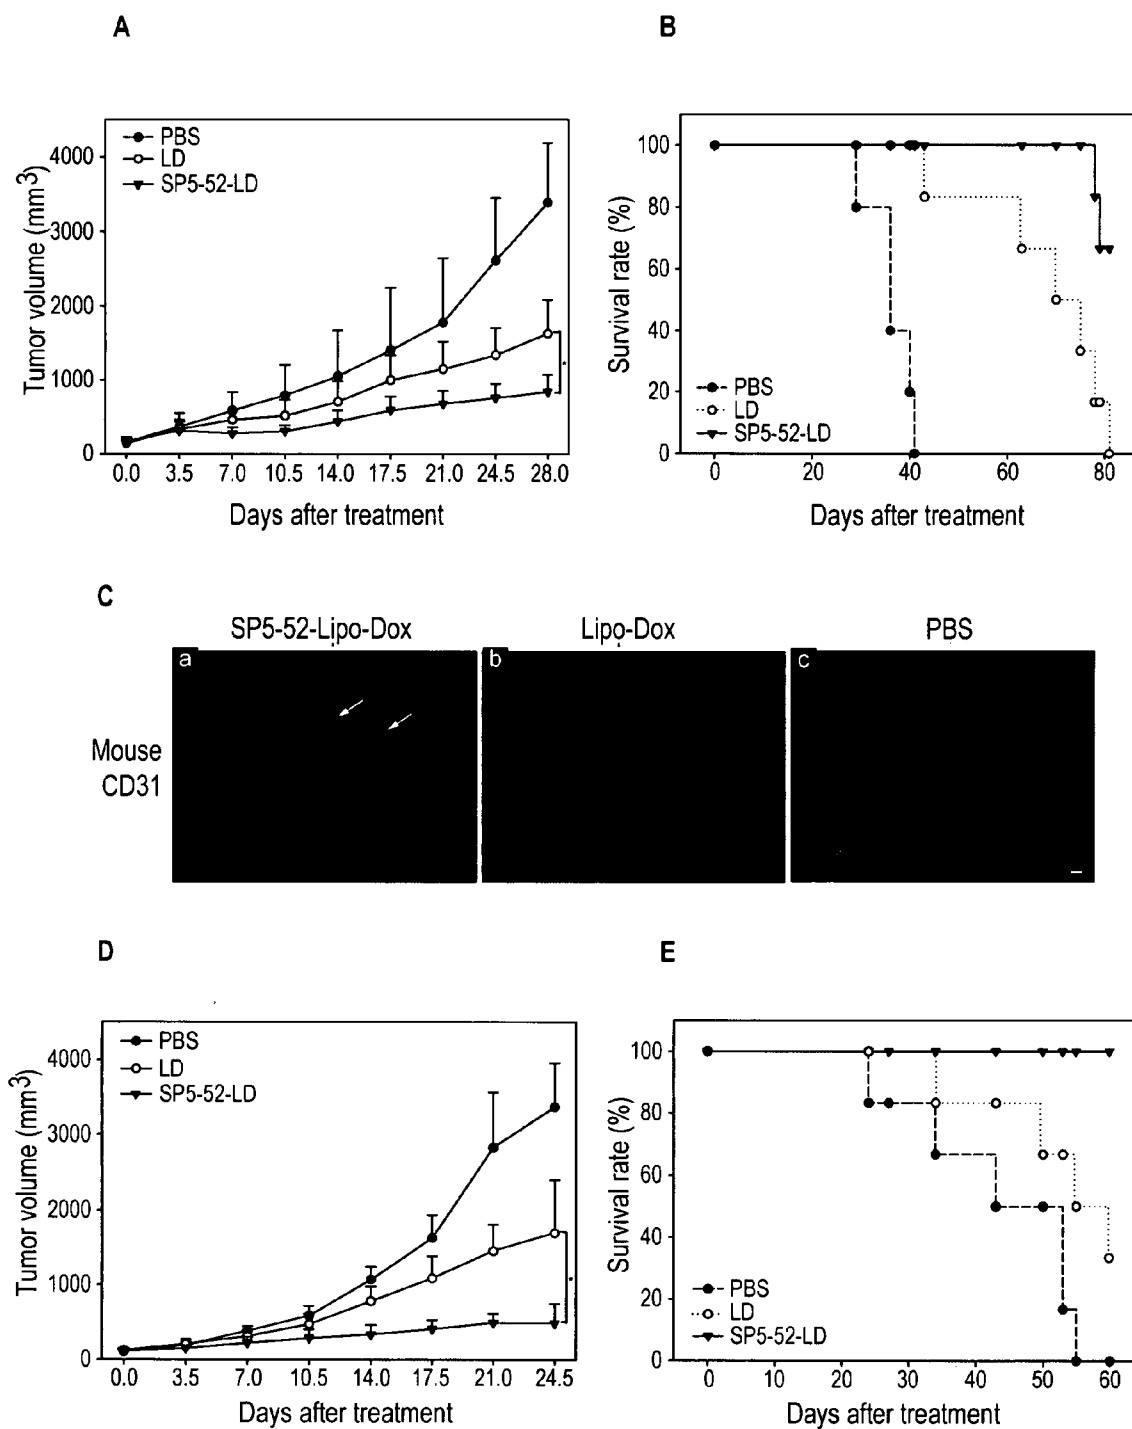 A
Tumor volume (mm3)
PBS
LD
SP5-52-LD
4000
3000
2000
1000
0
*
0.0 3.5 7.0 10.5 14.0 17.5 21.0 24.5 28.0
Days after treatment
B
Survival rate (%)
100
80
60
40
20
0
PBS
LD
SP5-52-LD
0 20 40 60 80
Days after treatment
C
SP5-52-Lipo-Dox Lipo-Dox PBS
a b c
Mouse
CD31
D
Tumor volume (mm3)
PBS
LD
SP5-52-LD
4000
3000
2000
1000
0
*
0.0 3.5 7.0 10.5 14.0 17.5 21.0 24.5
Days after treatment
E
Survival rate (%)
100
80
60
40
20
0
PBS
LD
SP5-52-LD
0 10 20 30 40 50 60
Days after treatment